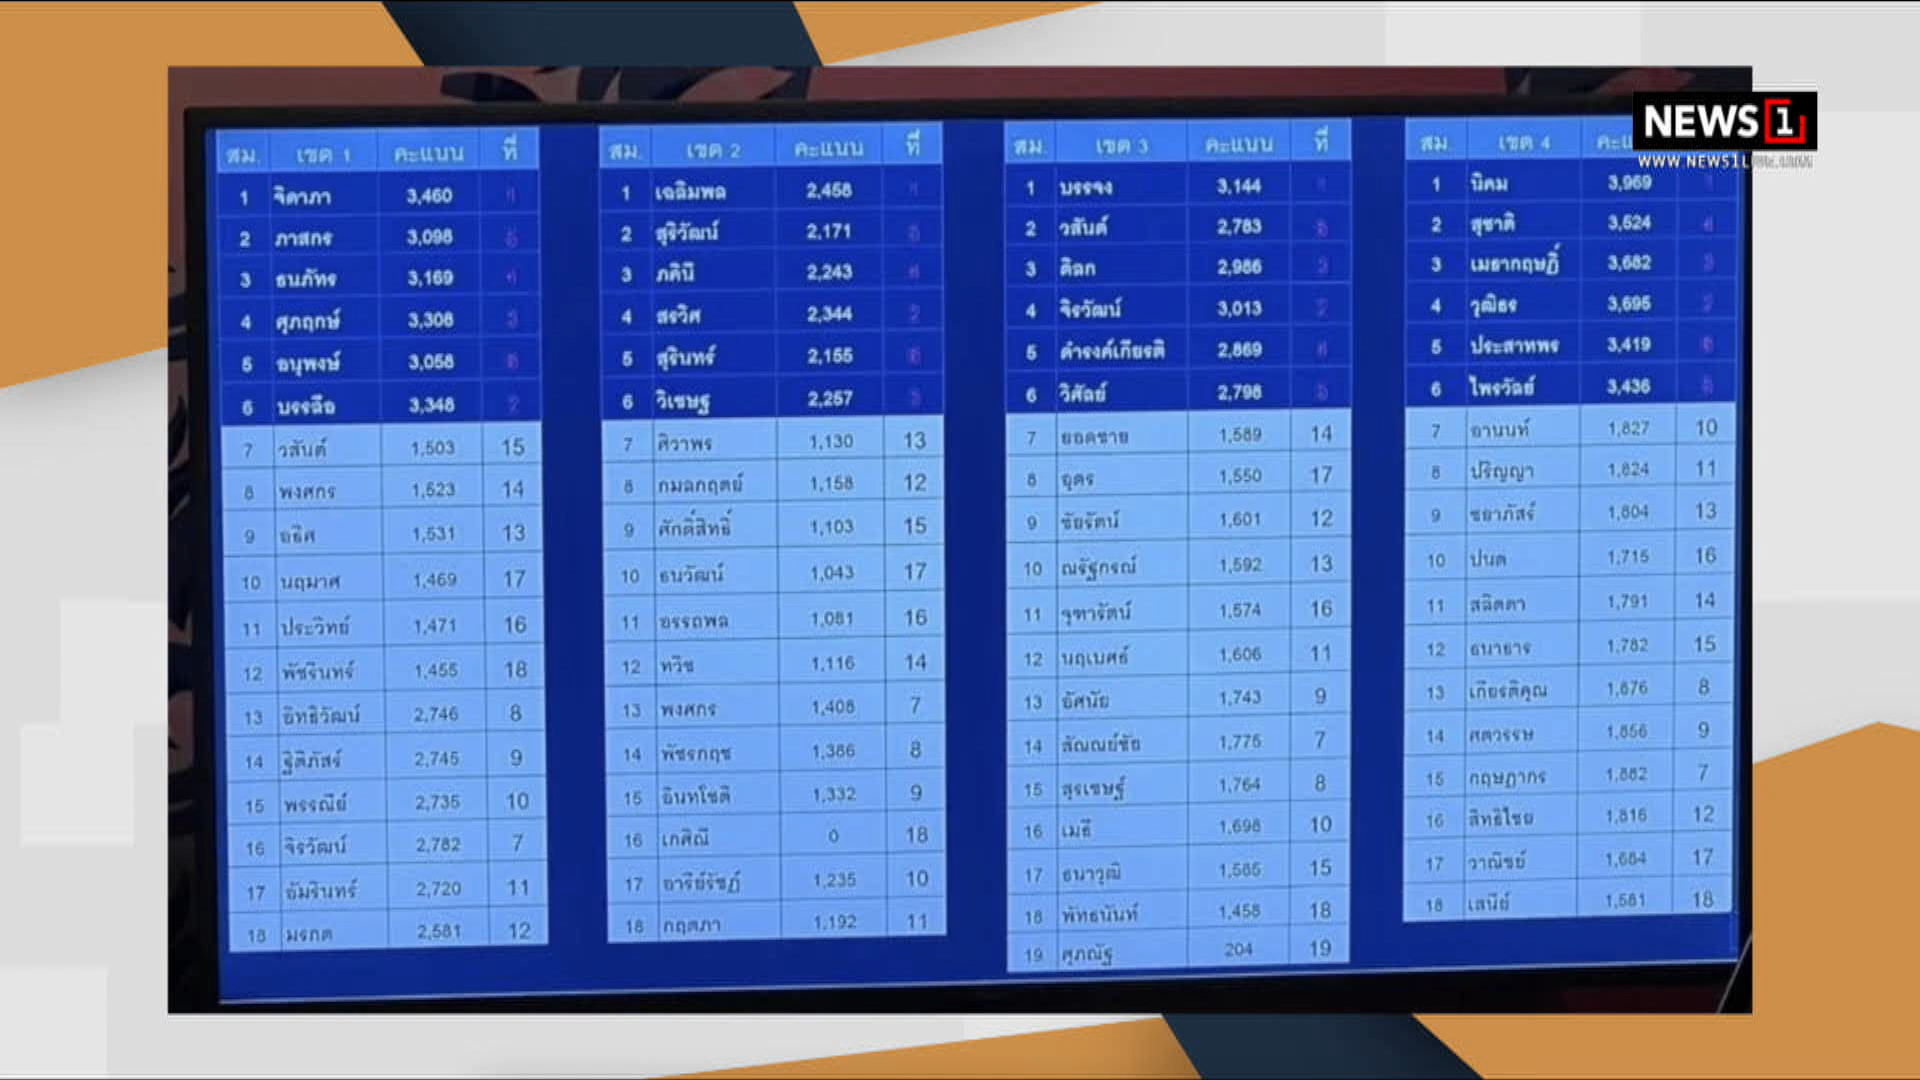 NEWS 1
สม. เขต 1 คะแนน ที่
1 จิดาภา 3,460
2 ภาสกร 3,098
3 ธนภัทร 3,169
4 ศุภฤกษ์ 3,308
5 อนุพงษ์ 3,058
6 บรรลือ 3,348
7 วสันต์ 1,503 15
8 พงศกร 1,523 14
9 อธิศ 1,531 13
10 นฤมาศ 1,469 17
11 ประวิทย์ 1,471 16
12 พัชรินทร์ 1,455 18
13 อิทธิวัฒน์ 2,746 8
14 ฐิติภัสร์ 2,745 9
15 พรรณีย์ 2,735 10
16 จิรวัฒน์ 2,782 7
17 อัมรินทร์ 2,720 11
18 มรกต 2,581 12
สม. เขต 2 คะแนน ที่
1 เฉลิมพล 2,458
2 สุริวัฒน์ 2,171
3 ภคินี 2,243
4 สรวิศ 2,344
5 สุรินทร์ 2,155
6 วิเชษฐ 2,257
7 ศิวาพร 1,130 13
8 กมลกฤตย์ 1,158 12
9 ศักดิ์สิทธิ์ 1,103 15
10 ธนวัฒน์ 1,043 17
11 อรรถพล 1,081 16
12 ทวีช 1,116 14
13 พงศกร 1,408 7
14 พัชรกฤช 1,386 8
15 อินทโชติ 1,332 9
16 เกศิณี 0 18
17 อารีย์รัชฎ์ 1,235 10
18 กฤตภา 1,192 11
สม. เขต 3 คะแนน ที่
1 บรรจง 3,144
2 วสันต์ 2,783
3 ดิลก 2,986
4 จิรวัฒน์ 3,013
5 ดำรงค์เกียรติ 2,869
6 วิศัลย์ 2,798
7 ยอดชาย 1,589 14
8 อุดร 1,550 17
9 ชัยรัตน์ 1,601 12
10 ณรัฐกรณ์ 1,592 13
11 จุฑารัตน์ 1,574 16
12 นฤเบศธ์ 1,606 11
13 อัศนัย 1,743 9
14 สัณณย์ชัย 1,775 7
15 สุรเชษฐ์ 1,764 8
16 เมธี 1,698 10
17 ธนาวุฒิ 1,585 15
18 พัทธนันท์ 1,458 18
19 ศุภณัฐ 204 19
สม. เขต 4
1 นิคม 3,969
2 สุชาติ 3,524
3 เมธากฤษฎิ์ 3,682
4 วุฒิธร 3,695
5 ประสาทพร 3,419
6 ไพรวัลย์ 3,436
7 อานนท์ 1,827 10
8 ปริญญา 1,824 11
9 ชยาภัสร์ 1,804 13
10 ปนต 1,715 16
11 สลิตตา 1,791 14
12 ธนาธาร 1,782 15
13 เกียรติคุณ 1,876 8
14 ศตวรรษ 1,856 9
15 กฤษฎากร 1,882 7
16 สิทธิไชย 1,816 12
17 วาณิชย์ 1,684 17
18 เสนีย์ 1,581 18